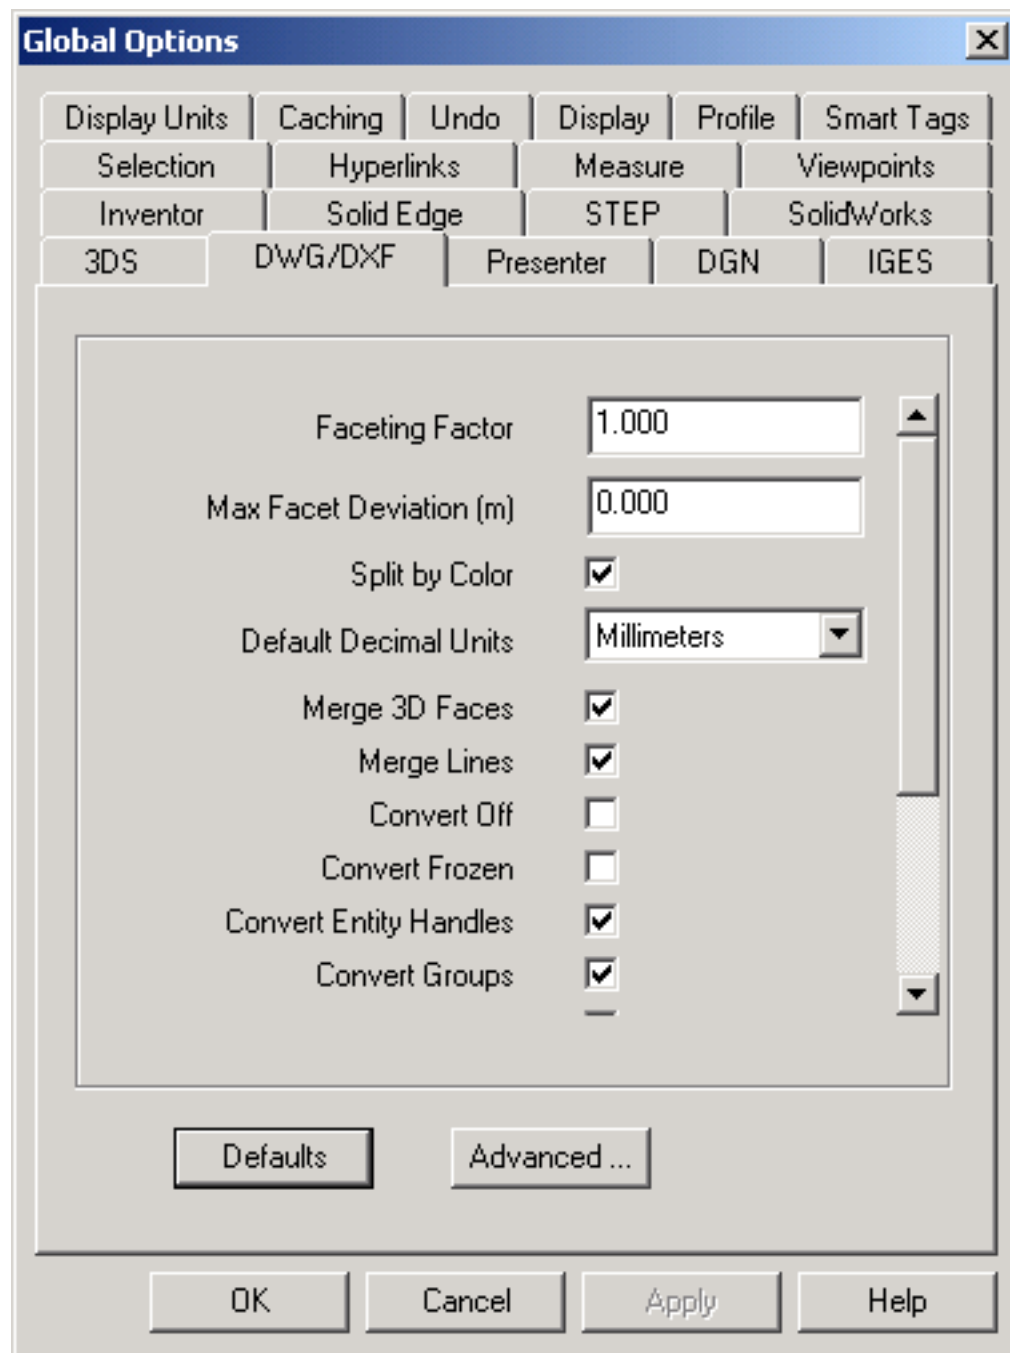 Global Options
Display Units Caching Undo Display Profile Smart Tags
Selection Hyperlinks Measure Viewpoints
Inventor Solid Edge STEP SolidWorks
3DS DWG/DXF Presenter DGN IGES
Faceting Factor 1.000
Max Facet Deviation (m) 0.000
Split by Color
Default Decimal Units Millimeters
Merge 3D Faces
Merge Lines
Convert Off
Convert Frozen
Convert Entity Handles
Convert Groups
Defaults Advanced ...
OK Cancel Apply Help